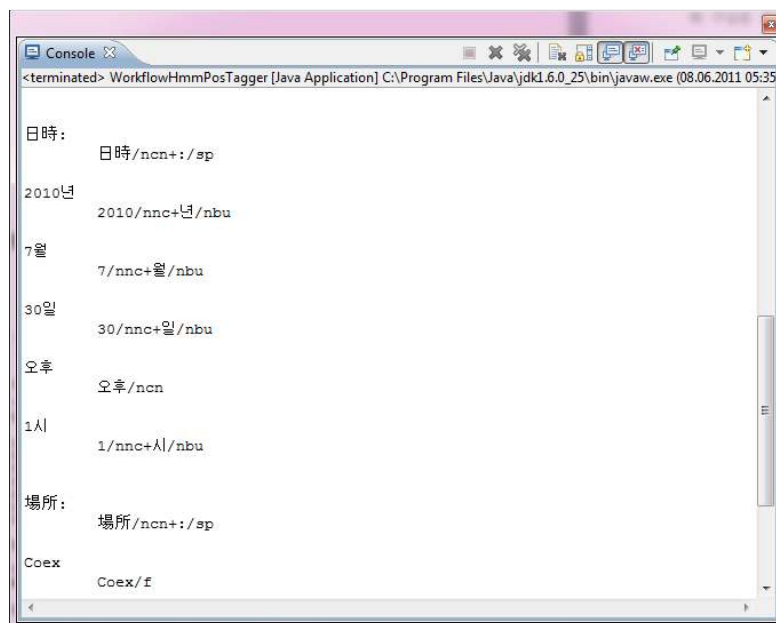 Console
<terminated> WorkflowHmmPosTagger [Java Application] C:\Program Files\Java\jdk1.6.0_25\bin\javaw.exe (08.06.2011 05:35
日時:
日時/ncn+:/sp
2010년
2010/nnc+년/nbu
7월
7/nnc+월/nbu
30일
30/nnc+일/nbu
오후
오후/ncn
1시
1/nnc+시/nbu
場所:
場所/ncn+:/sp
Coex
Coex/f